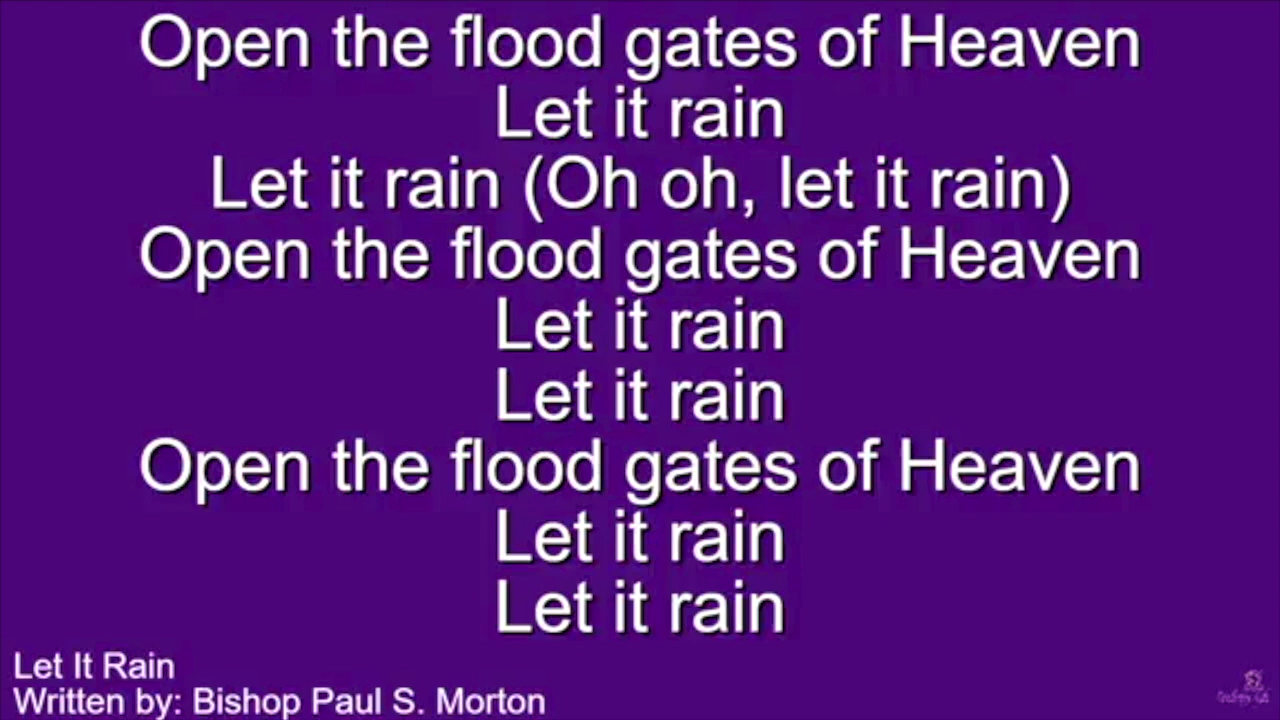 Open the flood gates of Heaven
Let it rain
Let it rain (Oh oh, let it rain)
Open the flood gates of Heaven
Let it rain
Let it rain
Open the flood gates of Heaven
Let it rain
Let it rain
Let It Rain
Written by: Bishop Paul S. Morton